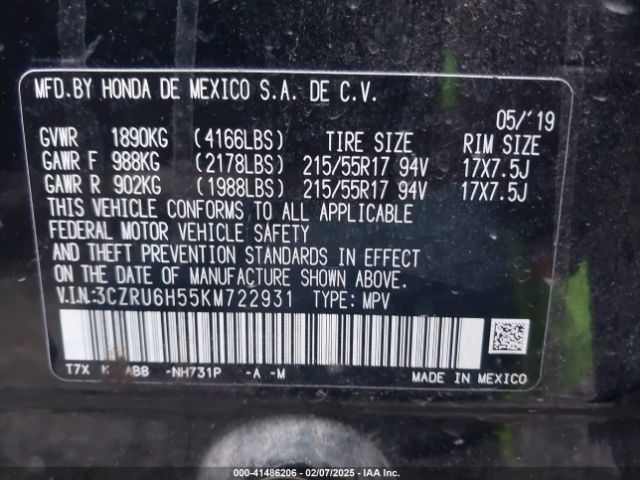 MFD.BY HONDA DE MEXICO S.A. DE C.V.
05/'19
GVWR 1890KG (4166LBS) TIRE SIZE RIM SIZE
GAWR F 988KG (2178LBS) 215/55R17 94V 17X7.5J
GAWR R 902KG (1988LBS) 215/55R17 94V 17X7.5J
THIS VEHICLE CONFORMS TO ALL APPLICABLE
FEDERAL MOTOR VEHICLE SAFETY
AND THEFT PREVENTION STANDARDS IN EFFECT
ON THE DATE OF MANUFACTURE SHOWN ABOVE.
V.I.N:3CZRU6H55KM722931 TYPE: MPV
T7X K AB8 -NH731P -A -M
MADE IN MEXICO
000-41486206 - 02/07/2025 - IAA Inc.